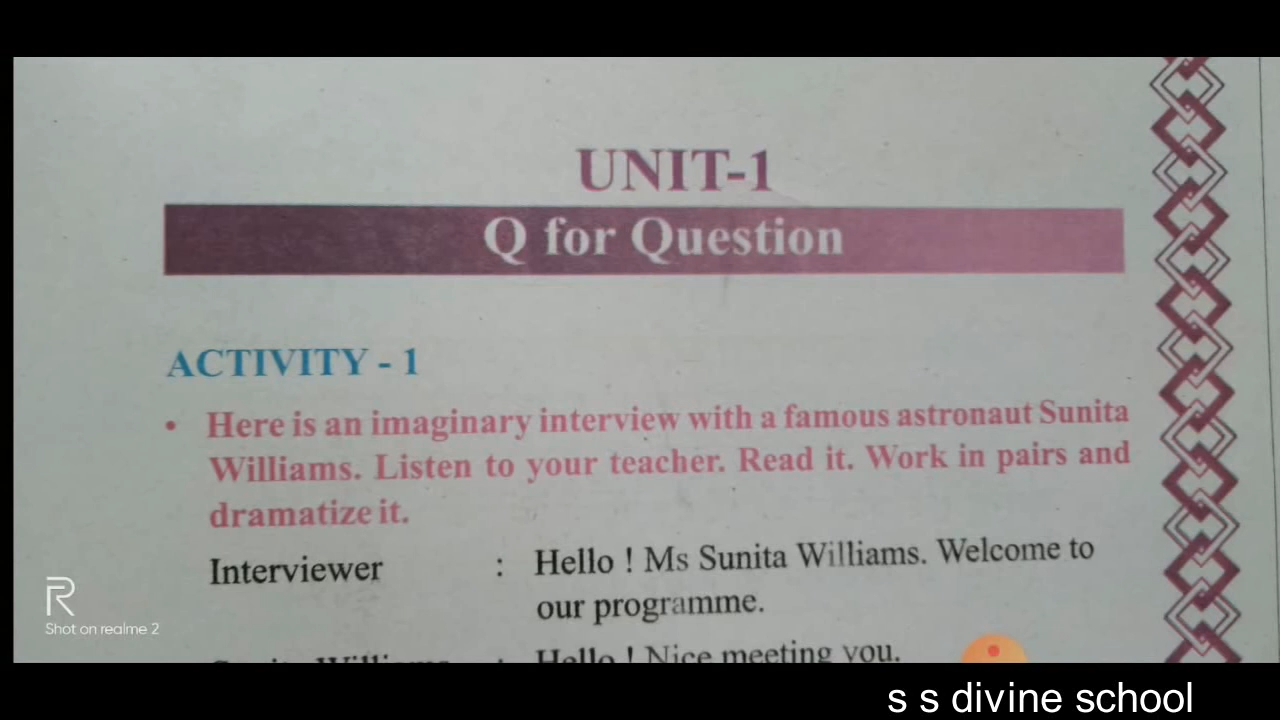 UNIT-1
Q for Question
ACTIVITY - 1
• Here is an imaginary interview with a famous astronaut Sunita
Williams. Listen to your teacher. Read it. Work in pairs and
dramatize it.
Interviewer : Hello ! Ms Sunita Williams. Welcome to
our programme.
Sunita Williams : Hello ! Nice meeting you.
R
Shot on realme 2
s s divine school